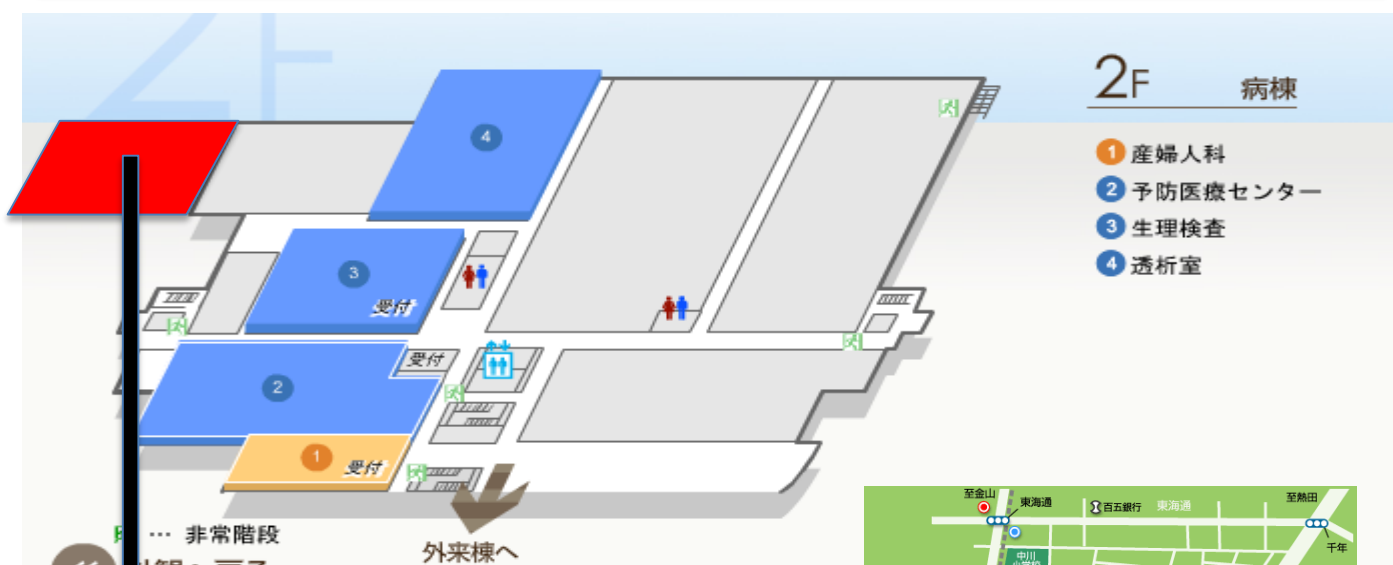 2F
2F 病棟
1 産婦人科
2 予防医療センター
3 生理検査
4 透析室
4
3
受付
受付
2
1
受付
… 非常階段
外来棟へ
至金山
東海通
百五銀行
東海通
至熱田
千年
中川